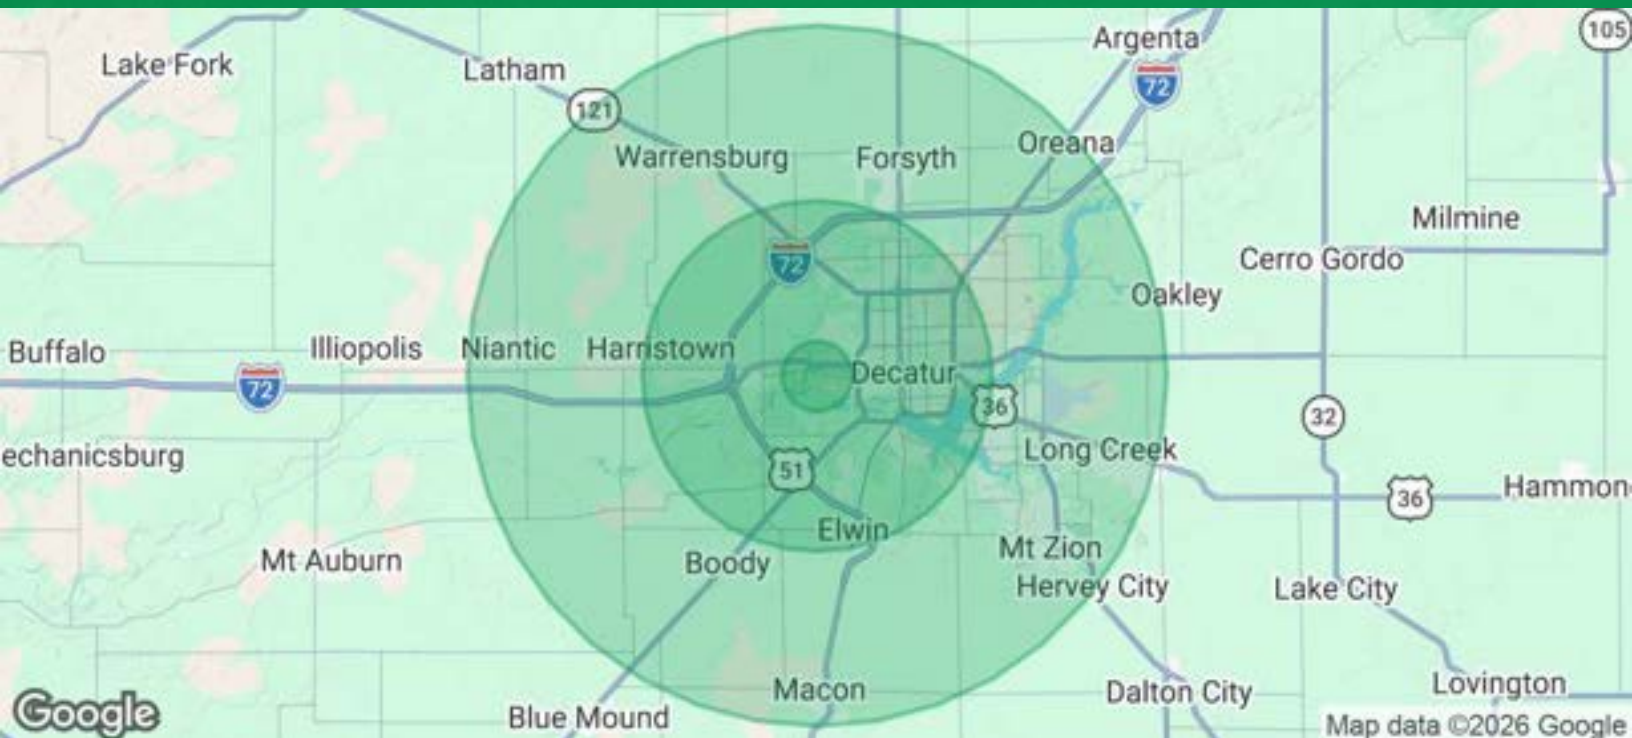 105
Argenta
Lake Fork
Latham
72
121
Oreana
Warrensburg
Forsyth
Milmine
Cerro Gordo
72
Oakley
Buffalo
Illiopolis
Niantic
Harristown
Decatur
72
36
32
echanicsburg
Long Creek
51
36
Hammon
Elwin
Mt Zion
Mt Auburn
Boody
Hervey City
Lake City
Macon
Dalton City
Lovington
Google
Blue Mound
Map data ©2026 Google